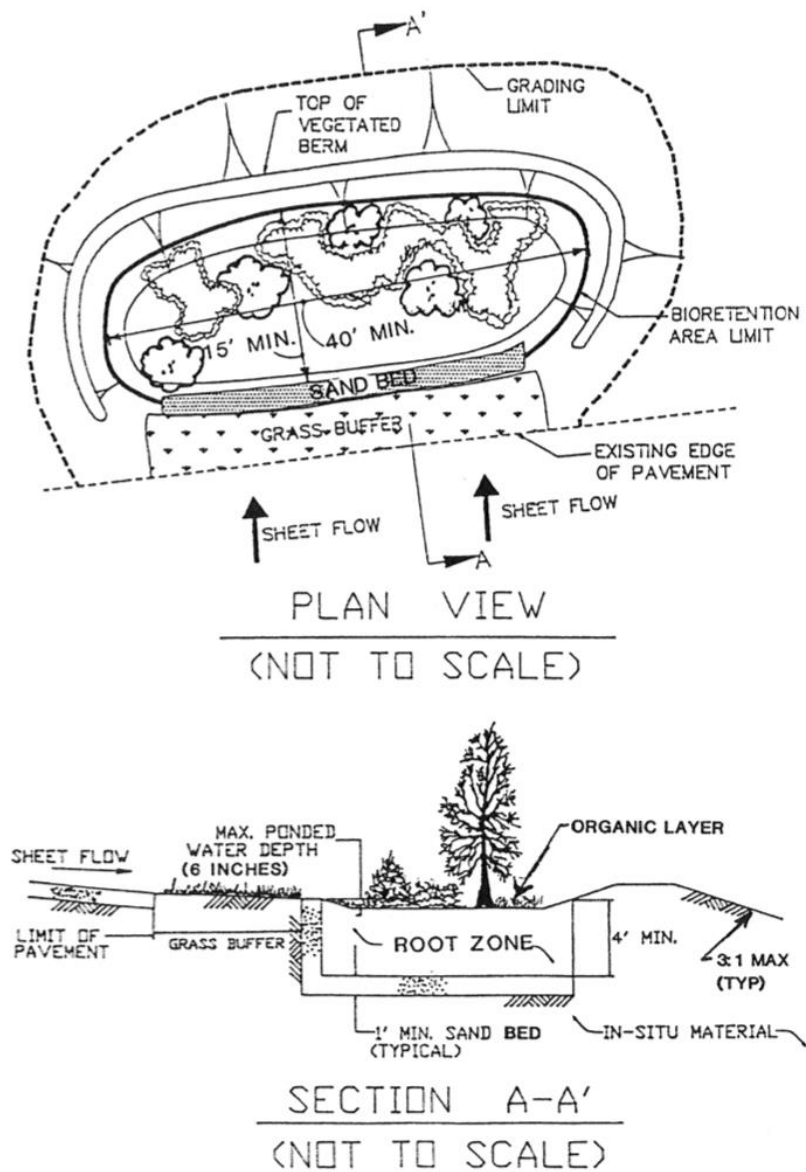 A'
GRADING
LIMIT
TOP OF
VEGETATED
BERM
BIORETENTION
AREA LIMIT
15' MIN.
40' MIN.
SAND BED
GRASS BUFFER
EXISTING EDGE
OF PAVEMENT
SHEET FLOW
SHEET FLOW
A
PLAN VIEW
(NOT TO SCALE)
MAX. PONDED
WATER DEPTH
(6 INCHES)
ORGANIC LAYER
SHEET FLOW
LIMIT OF
PAVEMENT
GRASS BUFFER
ROOT ZONE
4' MIN.
3:1 MAX
(TYP)
1' MIN. SAND BED
(TYPICAL)
IN-SITU MATERIAL
SECTION A-A'
(NOT TO SCALE)